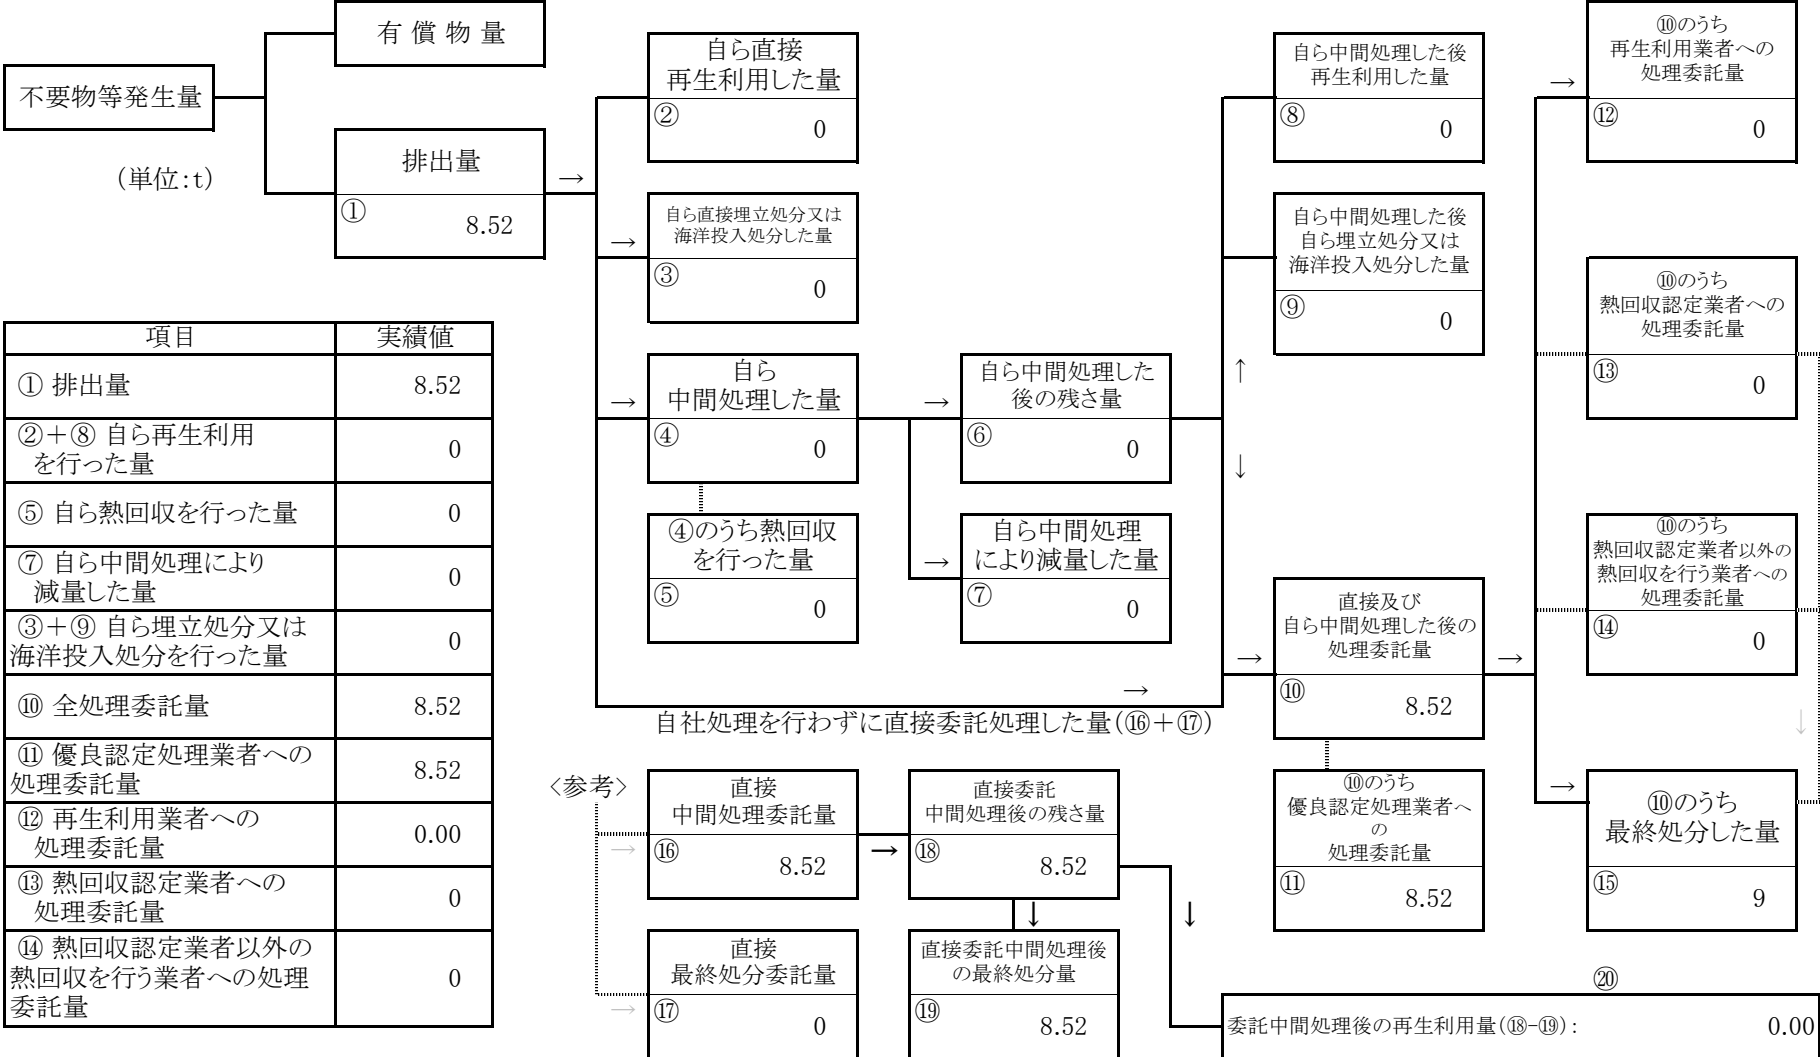 有 償 物 量
不要物等発生量
(単位:t)
排出量
①
8.52
→
自ら直接
再生利用した量
②
0
→
自ら直接埋立処分又は
海洋投入処分した量
③
0
→
自ら
中間処理した量
④
0
④のうち熱回収
を行った量
⑤
0
→
自ら中間処理した
後の残さ量
⑥
0
→
自ら中間処理
により減量した量
⑦
0
自ら中間処理した後
再生利用した量
⑧
0
自ら中間処理した後
自ら埋立処分又は
海洋投入処分した量
⑨
0
↑
↓
→
自社処理を行わずに直接委託処理した量(⑯+⑰)
→
直接及び
自ら中間処理した後の
処理委託量
⑩
8.52
⑩のうち
優良認定処理業者へ
の
処理委託量
⑪
8.52
→
→
⑩のうち
再生利用業者への
処理委託量
⑫
0
⑩のうち
熱回収認定業者への
処理委託量
⑬
0
⑩のうち
熱回収認定業者以外の
熱回収を行う業者への
処理委託量
⑭
0
↓
→
⑩のうち
最終処分した量
⑮
9
項目 実績値
① 排出量 8.52
②+⑧ 自ら再生利用
を行った量
0
⑤ 自ら熱回収を行った量 0
⑦ 自ら中間処理により
減量した量
0
③+⑨ 自ら埋立処分又は
海洋投入処分を行った量
0
⑩ 全処理委託量 8.52
⑪ 優良認定処理業者への
処理委託量
8.52
⑫ 再生利用業者への
処理委託量
0.00
⑬ 熱回収認定業者への
処理委託量
0
⑭ 熱回収認定業者以外の
熱回収を行う業者への処理
委託量
0
<参考>
→
直接
中間処理委託量
⑯
8.52
→
直接委託
中間処理後の残さ量
⑱
8.52
↓
↓
→
直接
最終処分委託量
⑰
0
直接委託中間処理後
の最終処分量
⑲
8.52
⑳
委託中間処理後の再生利用量(⑱-⑲): 0.00